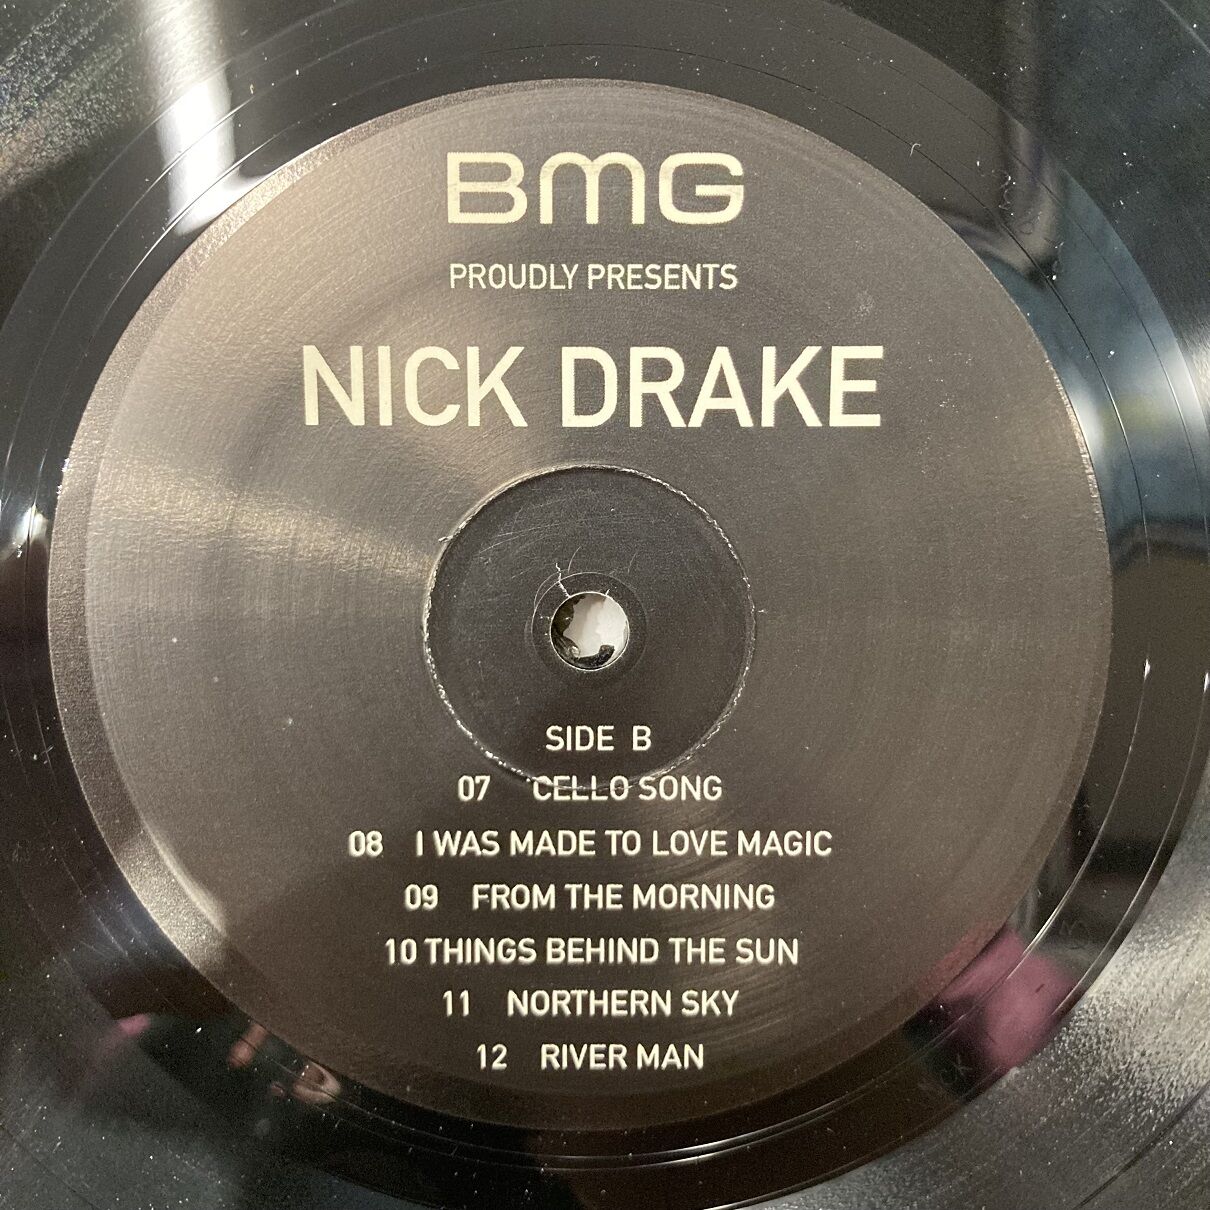 BMG
PROUDLY PRESENTS
NICK DRAKE
SIDE B
07 CELLO SONG
08 I WAS MADE TO LOVE MAGIC
09 FROM THE MORNING
10 THINGS BEHIND THE SUN
11 NORTHERN SKY
12 RIVER MAN